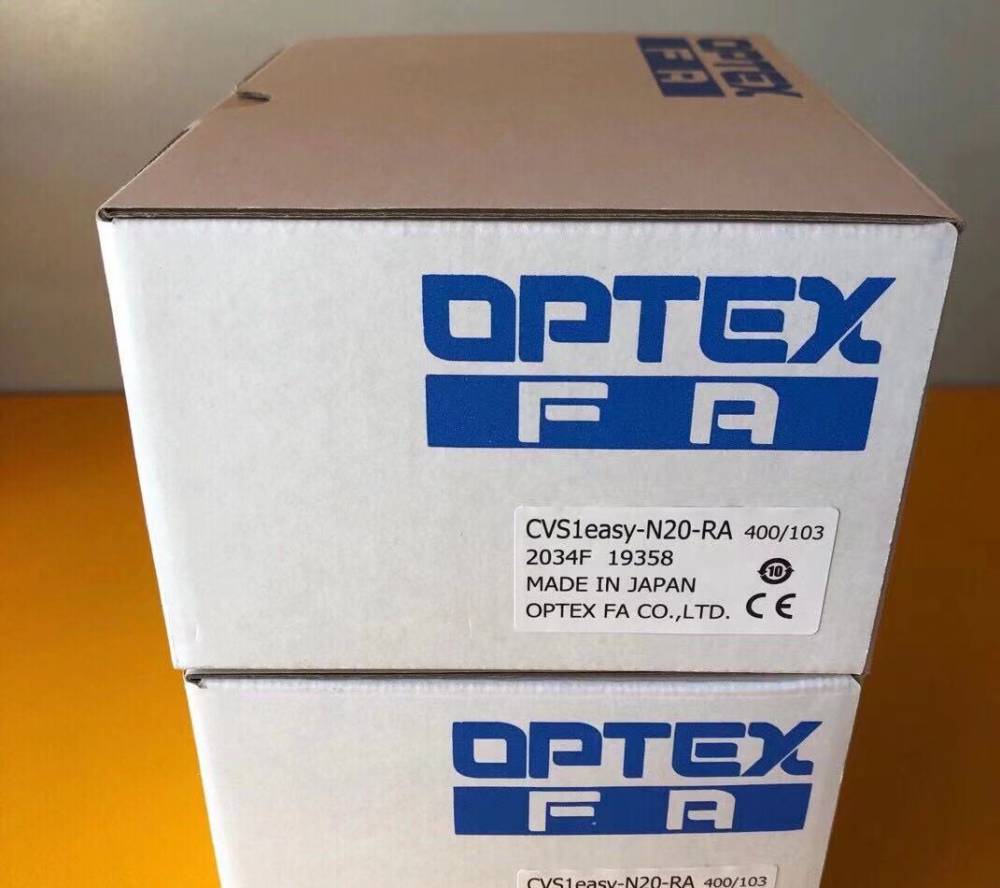 OPTEX
FA
OPTEX
FA
CVS1easy-N20-RA 400/103
2034F 19358
10
MADE IN JAPAN
OPTEX FA CO.,LTD. CE
OPTEX
FA
CVS1easy-N20-RA 400/103